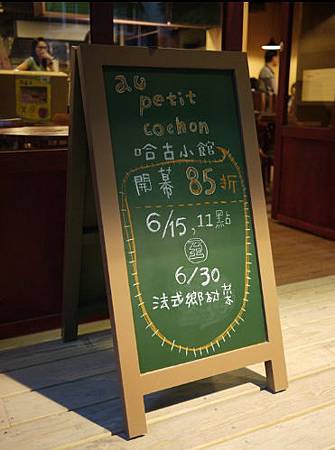 au
petit
cochon
哈古小館
開幕 85折
6/15, 11點
至
6/30
法式鄉村菜